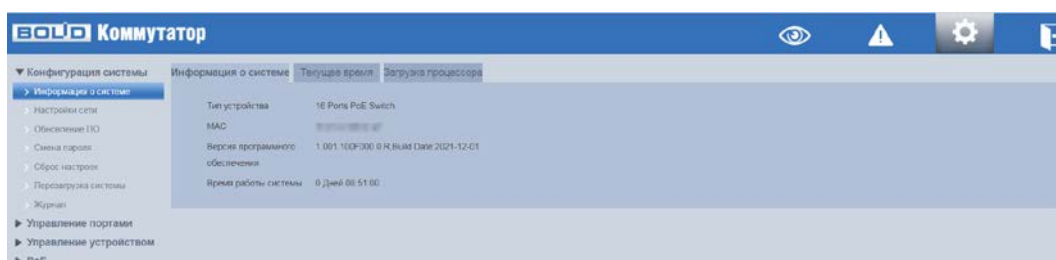 BOLID Коммутатор
▼ Конфигурация системы
> Информация о системе
> Настройки сети
> Обновление ПО
> Смена пароля
> Сброс настроек
> Перезагрузка системы
> Журнал
▶ Управление портами
▶ Управление устройством
▶ PoE
Информация о системе Текущее время Загрузка процессора
Тип устройства 16 Ports PoE Switch
MAC
Версия программного 1.001.100F000.0.R,Build Date:2021-12-01
обеспечения
Время работы системы 0 Дней 08:51:00